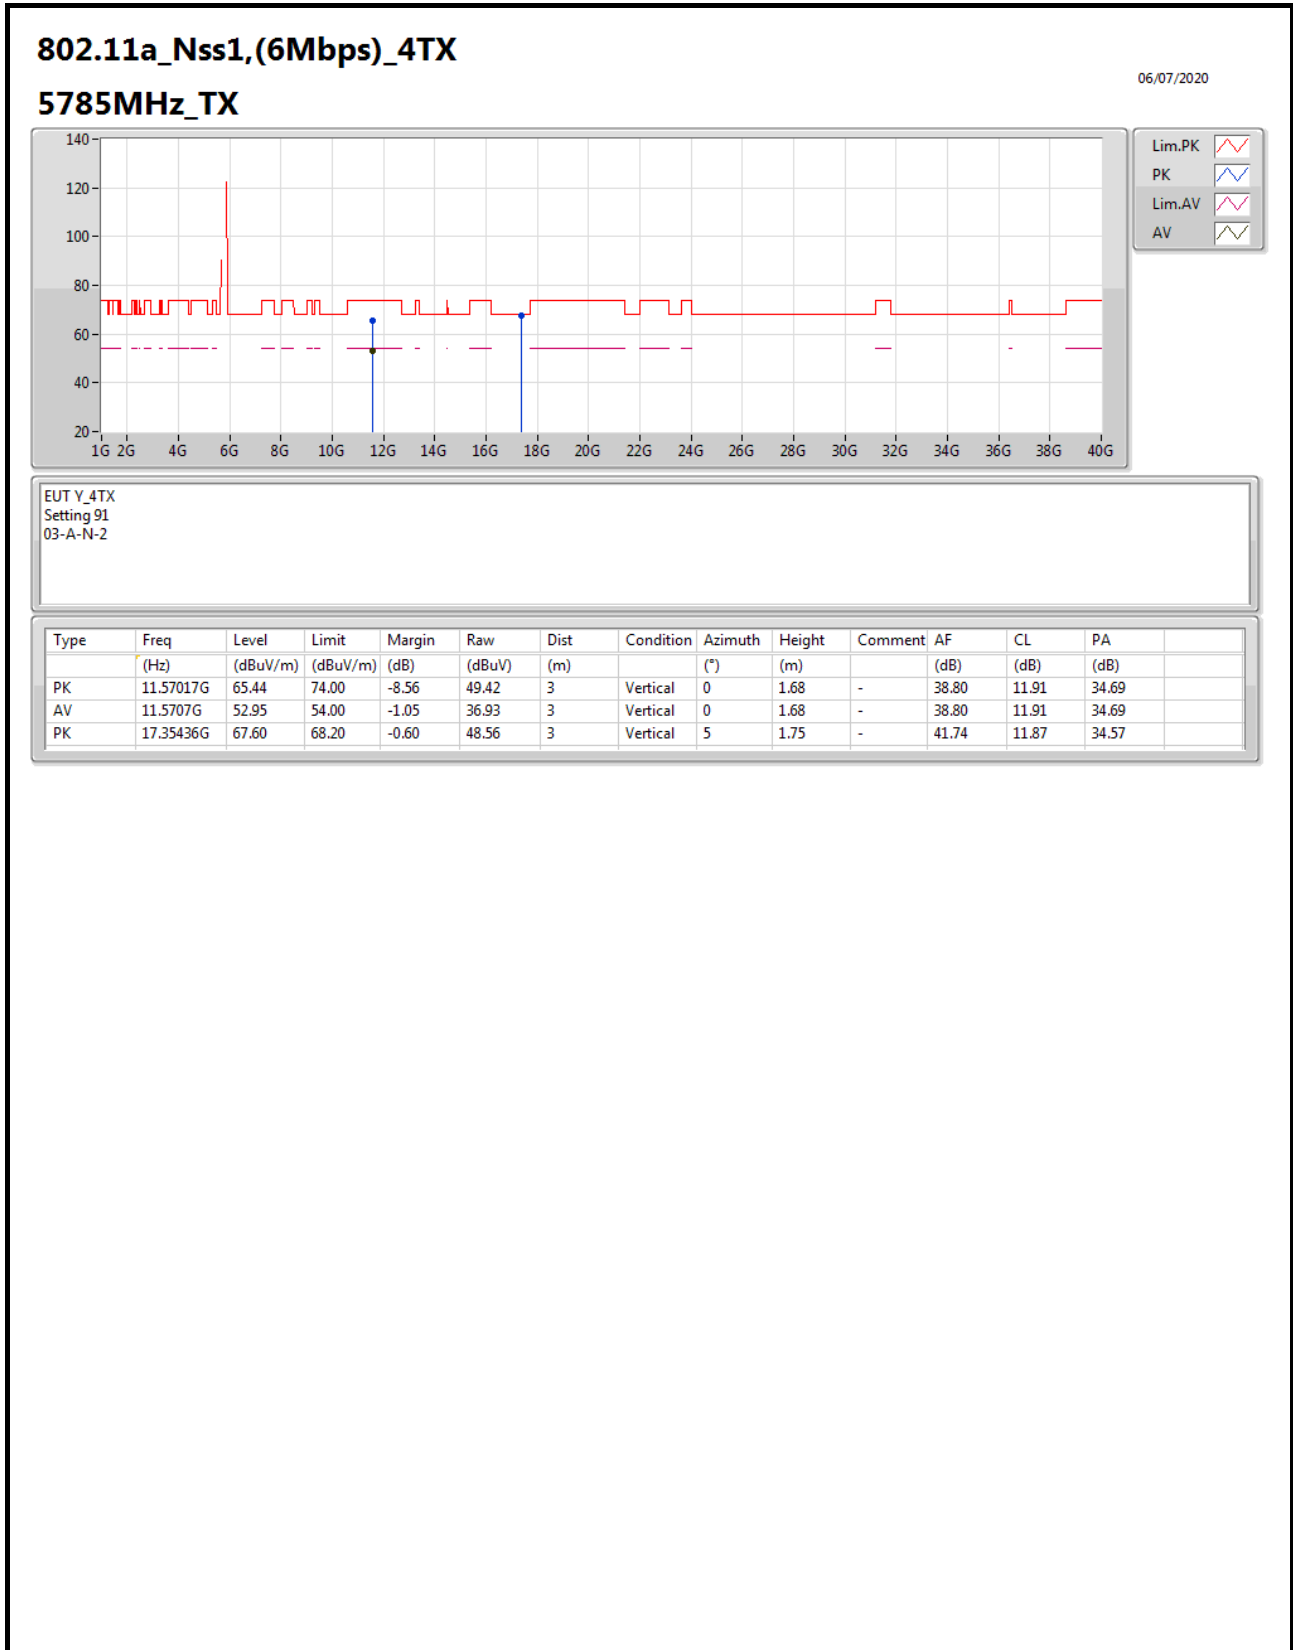 802.11a_Nss1,(6Mbps)_4TX
06/07/2020
5785MHz_TX
140
120
100
80
60
40
20
1G 2G 4G 6G 8G 10G 12G 14G 16G 18G 20G 22G 24G 26G 28G 30G 32G 34G 36G 38G 40G
Lim.PK
PK
Lim.AV
AV
EUT Y_4TX
Setting 91
03-A-N-2
Type Freq Level Limit Margin Raw Dist Condition Azimuth Height Comment AF CL PA
(Hz) (dBuV/m) (dBuV/m) (dB) (dBuV) (m) (°) (m) (dB) (dB) (dB)
PK 11.57017G 65.44 74.00 -8.56 49.42 3 Vertical 0 1.68 - 38.80 11.91 34.69
AV 11.5707G 52.95 54.00 -1.05 36.93 3 Vertical 0 1.68 - 38.80 11.91 34.69
PK 17.35436G 67.60 68.20 -0.60 48.56 3 Vertical 5 1.75 - 41.74 11.87 34.57